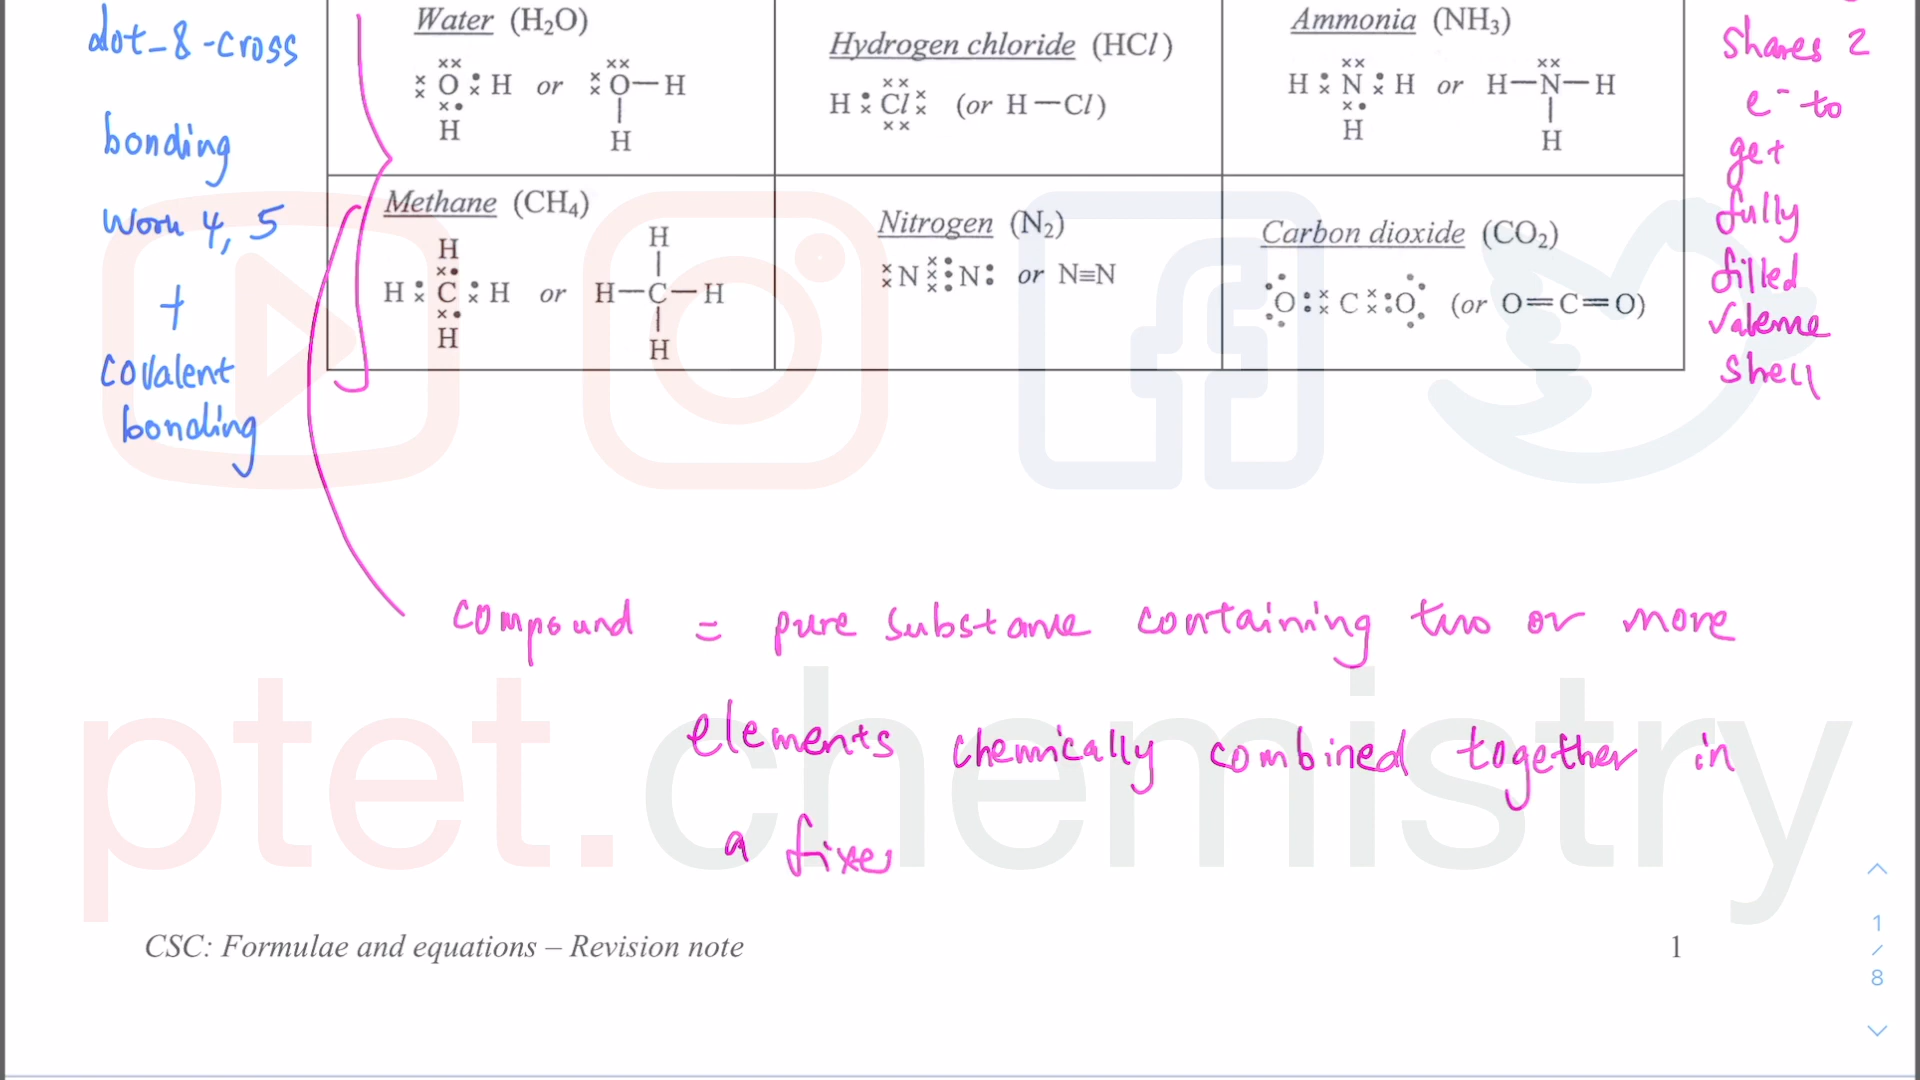 dot-&-cross
bonding
Worn 4, 5
+
covalent
bonding
Water (H₂O)
O H or O—H
H H
Hydrogen chloride (HCl)
H Cl (or H—Cl)
Ammonia (NH₃)
H N H or H—N—H
H H
Methane (CH₄)
H H
H C H or H—C—H
H H
Nitrogen (N₂)
N N or N≡N
Carbon dioxide (CO₂)
O C O (or O=C=O)
shares 2
e⁻ to
get
fully
filled
valence
shell
compound = pure substance containing two or more
elements chemically combined together in
a fixe
ptet.chemistry
CSC: Formulae and equations – Revision note
1
1
/
8